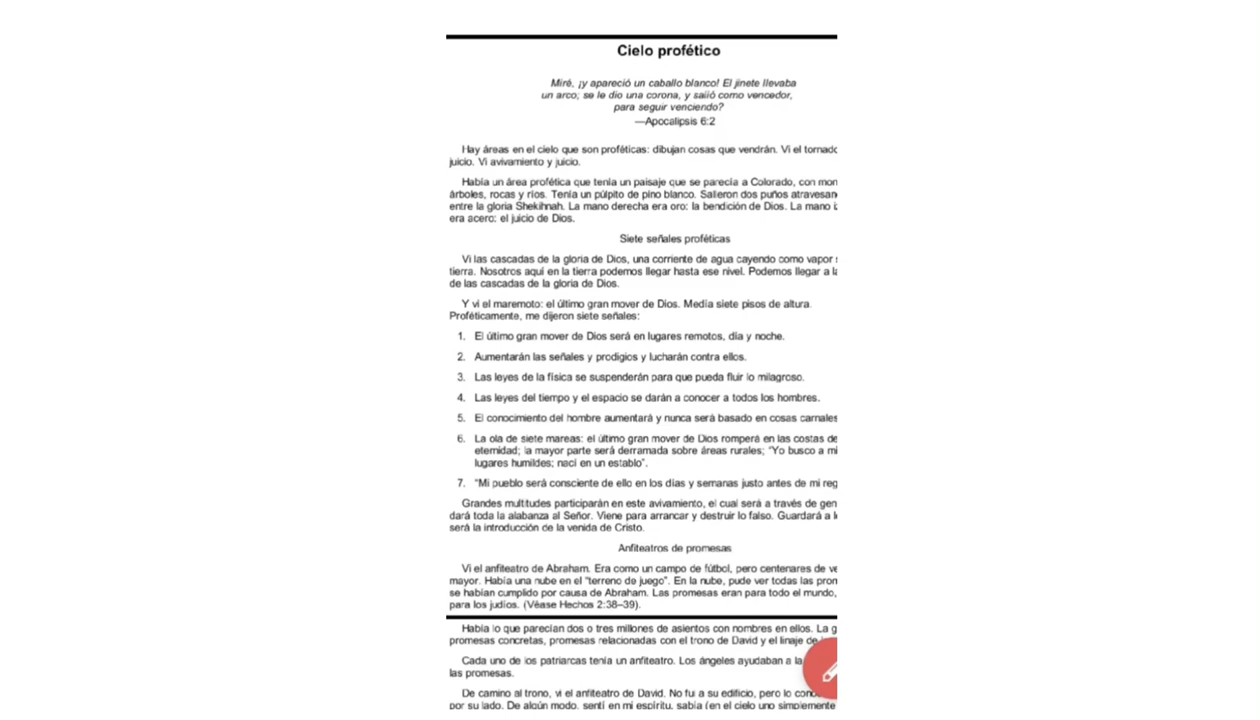 Cielo profético
Miré, ¡y apareció un caballo blanco! El jinete llevaba
un arco; se le dio una corona, y salió como vencedor,
para seguir venciendo?
—Apocalipsis 6:2
Hay áreas en el cielo que son proféticas: dibujan cosas que vendrán. Vi el tornado
juicio. Vi avivamiento y juicio.
Había un área profética que tenía un paisaje que se parecía a Colorado, con mon
árboles, rocas y ríos. Tenía un púlpito de pino blanco. Salieron dos puños atravesan
entre la gloria Shekihnah. La mano derecha era oro: la bendición de Dios. La mano
era acero: el juicio de Dios.
Siete señales proféticas
Vi las cascadas de la gloria de Dios, una corriente de agua cayendo como vapor
tierra. Nosotros aquí en la tierra podemos llegar hasta ese nivel. Podemos llegar a
de las cascadas de la gloria de Dios.
Y vi el maremoto: el último gran mover de Dios. Medía siete pisos de altura.
Proféticamente, me dijeron siete señales:
1. El último gran mover de Dios será en lugares remotos, día y noche.
2. Aumentarán las señales y prodigios y lucharán contra ellos.
3. Las leyes de la física se suspenderán para que pueda fluir lo milagroso.
4. Las leyes del tiempo y el espacio se darán a conocer a todos los hombres.
5. El conocimiento del hombre aumentará y nunca será basado en cosas carnales
6. La ola de siete mareas: el último gran mover de Dios romperá en las costas de
eternidad; la mayor parte será derramada sobre áreas rurales; “Yo busco a mi
lugares humildes; nací en un establo”.
7. “Mi pueblo será consciente de ello en los días y semanas justo antes de mi reg
Grandes multitudes participarán en este avivamiento, el cual será a través de gen
dará toda la alabanza al Señor. Viene para arrancar y destruir lo falso. Guardará a
será la introducción de la venida de Cristo.
Anfiteatros de promesas
Vi el anfiteatro de Abraham. Era como un campo de fútbol, pero centenares de ve
mayor. Había una nube en el “terreno de juego”. En la nube, pude ver todas las prom
se habían cumplido por causa de Abraham. Las promesas eran para todo el mundo,
para los judíos. (Véase Hechos 2:38–39).
Había lo que parecían dos o tres millones de asientos con nombres en ellos. La g
promesas concretas, promesas relacionadas con el trono de David y el linaje de
Cada uno de los patriarcas tenía un anfiteatro. Los ángeles ayudaban a la
las promesas.
De camino al trono, vi el anfiteatro de David. No fui a su edificio, pero lo
por su lado. De algún modo, sentí en mi espíritu, sabía (en el cielo uno simplemente